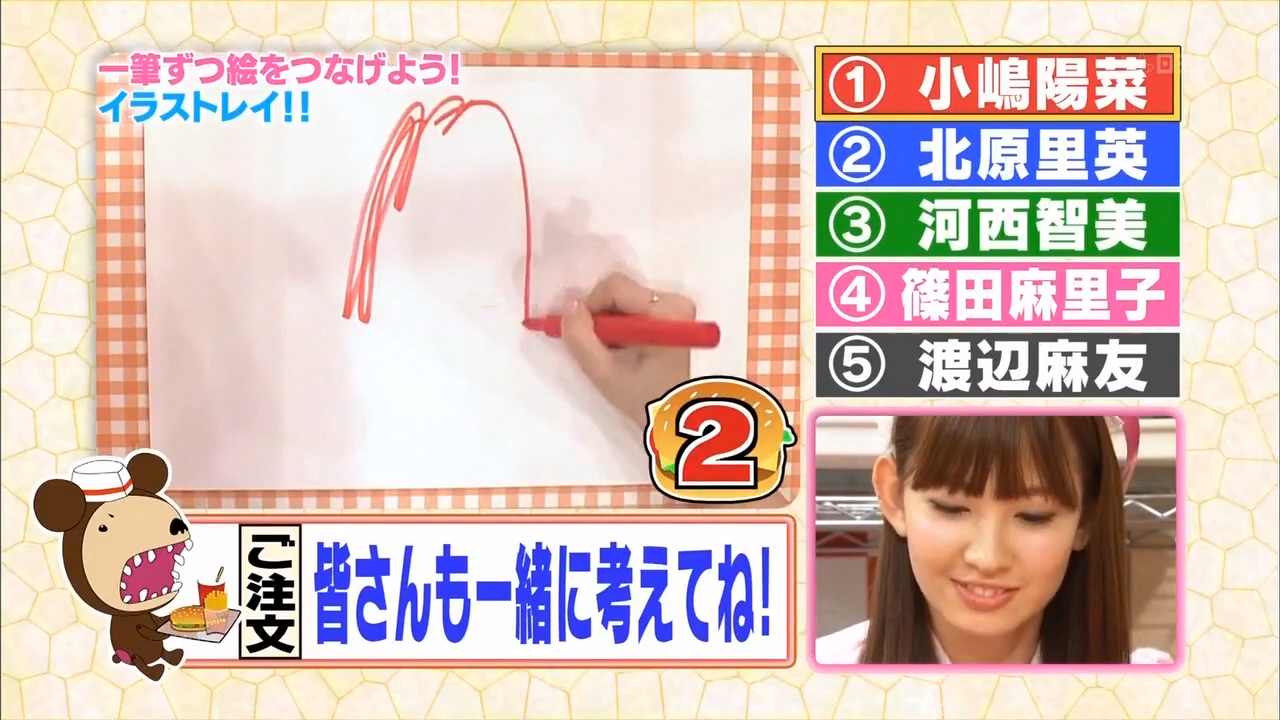 一筆ずつ絵をつなげよう!
イラストレイ!!
① 小嶋陽菜
② 北原里英
③ 河西智美
④ 篠田麻里子
⑤ 渡辺麻友
2
ご注文
皆さんも一緒に考えてね!